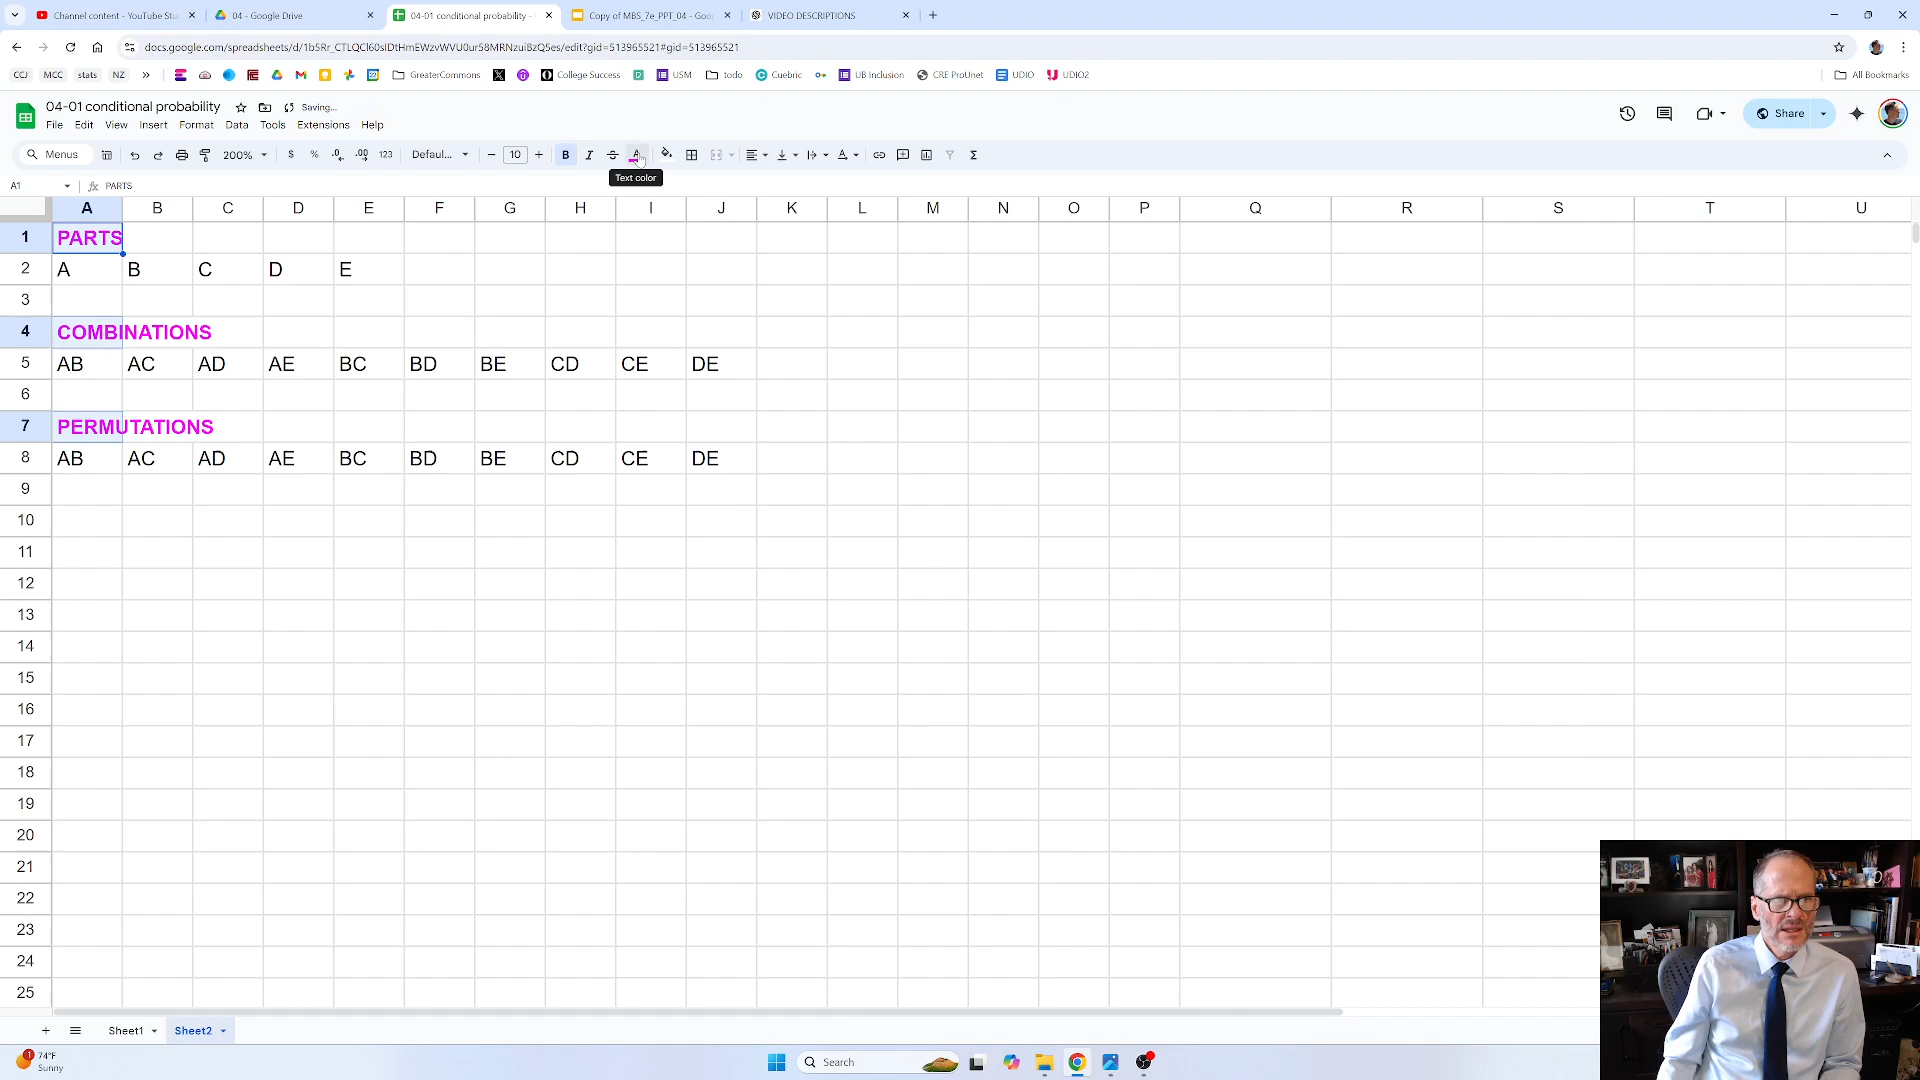 Channel content - YouTube Stu
04 - Google Drive
04-01 conditional probability -
Copy of MBS_7e_PPT_04 - Goo
VIDEO DESCRIPTIONS
docs.google.com/spreadsheets/d/1b5Rr_CTLQCl60sIDtHmEWzvWVU0ur58MRNzuiBzQ5es/edit?gid=513965521#gid=513965521
CCJ MCC stats NZ GreaterCommons College Success USM todo Cuebric UB Inclusion CRE ProUnet UDIO UDIO2 All Bookmarks
04-01 conditional probability Saving...
File Edit View Insert Format Data Tools Extensions Help
Share
Menus 200% $ % .0 .00 123 Defaul... 10 B I
Text color
A1 fx PARTS
A B C D E F G H I J K L M N O P Q R S T U
1 PARTS
2 A B C D E
3
4 COMBINATIONS
5 AB AC AD AE BC BD BE CD CE DE
6
7 PERMUTATIONS
8 AB AC AD AE BC BD BE CD CE DE
9
10
11
12
13
14
15
16
17
18
19
20
21
22
23
24
25
Sheet1 Sheet2
1 74°F
Sunny
Search